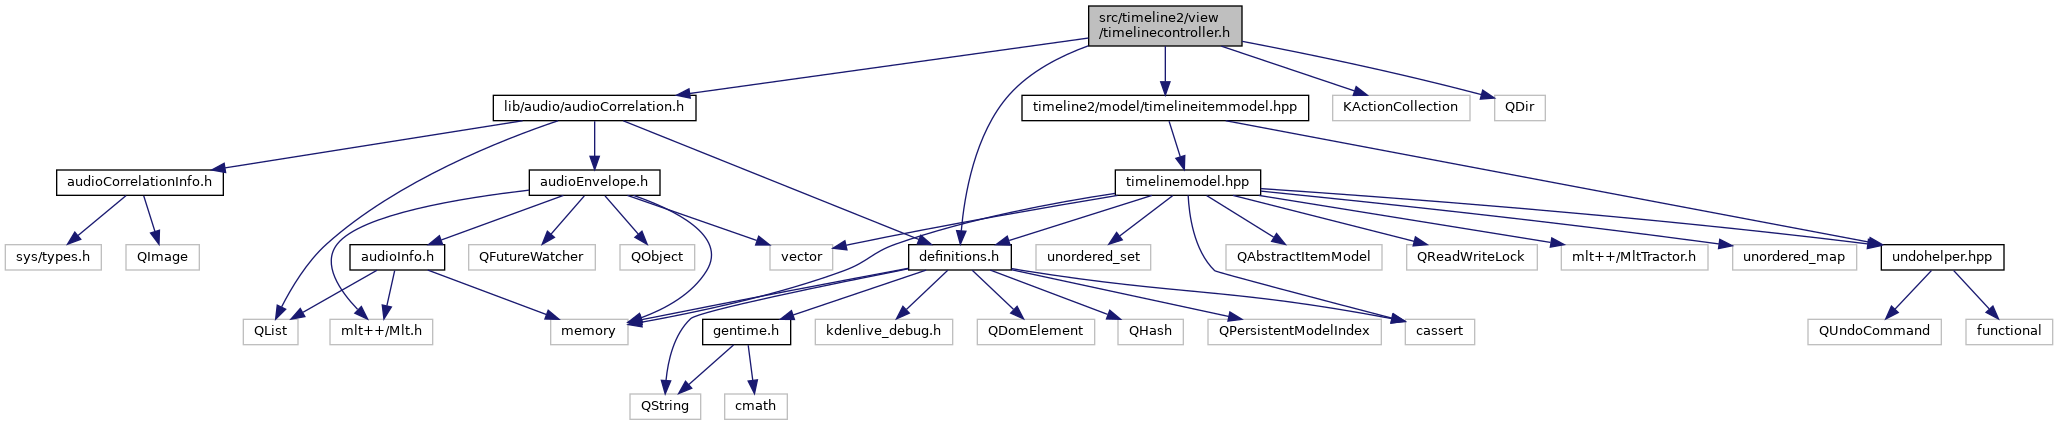 src/timeline2/view
/timelinecontroller.h
lib/audio/audioCorrelation.h
timeline2/model/timelineitemmodel.hpp
KActionCollection
QDir
audioCorrelationInfo.h
audioEnvelope.h
timelinemodel.hpp
sys/types.h
QImage
audioInfo.h
QFutureWatcher
QObject
vector
definitions.h
unordered_set
QAbstractItemModel
QReadWriteLock
mlt++/MltTractor.h
unordered_map
undohelper.hpp
QList
mlt++/Mlt.h
memory
gentime.h
kdenlive_debug.h
QDomElement
QHash
QPersistentModelIndex
cassert
QUndoCommand
functional
QString
cmath